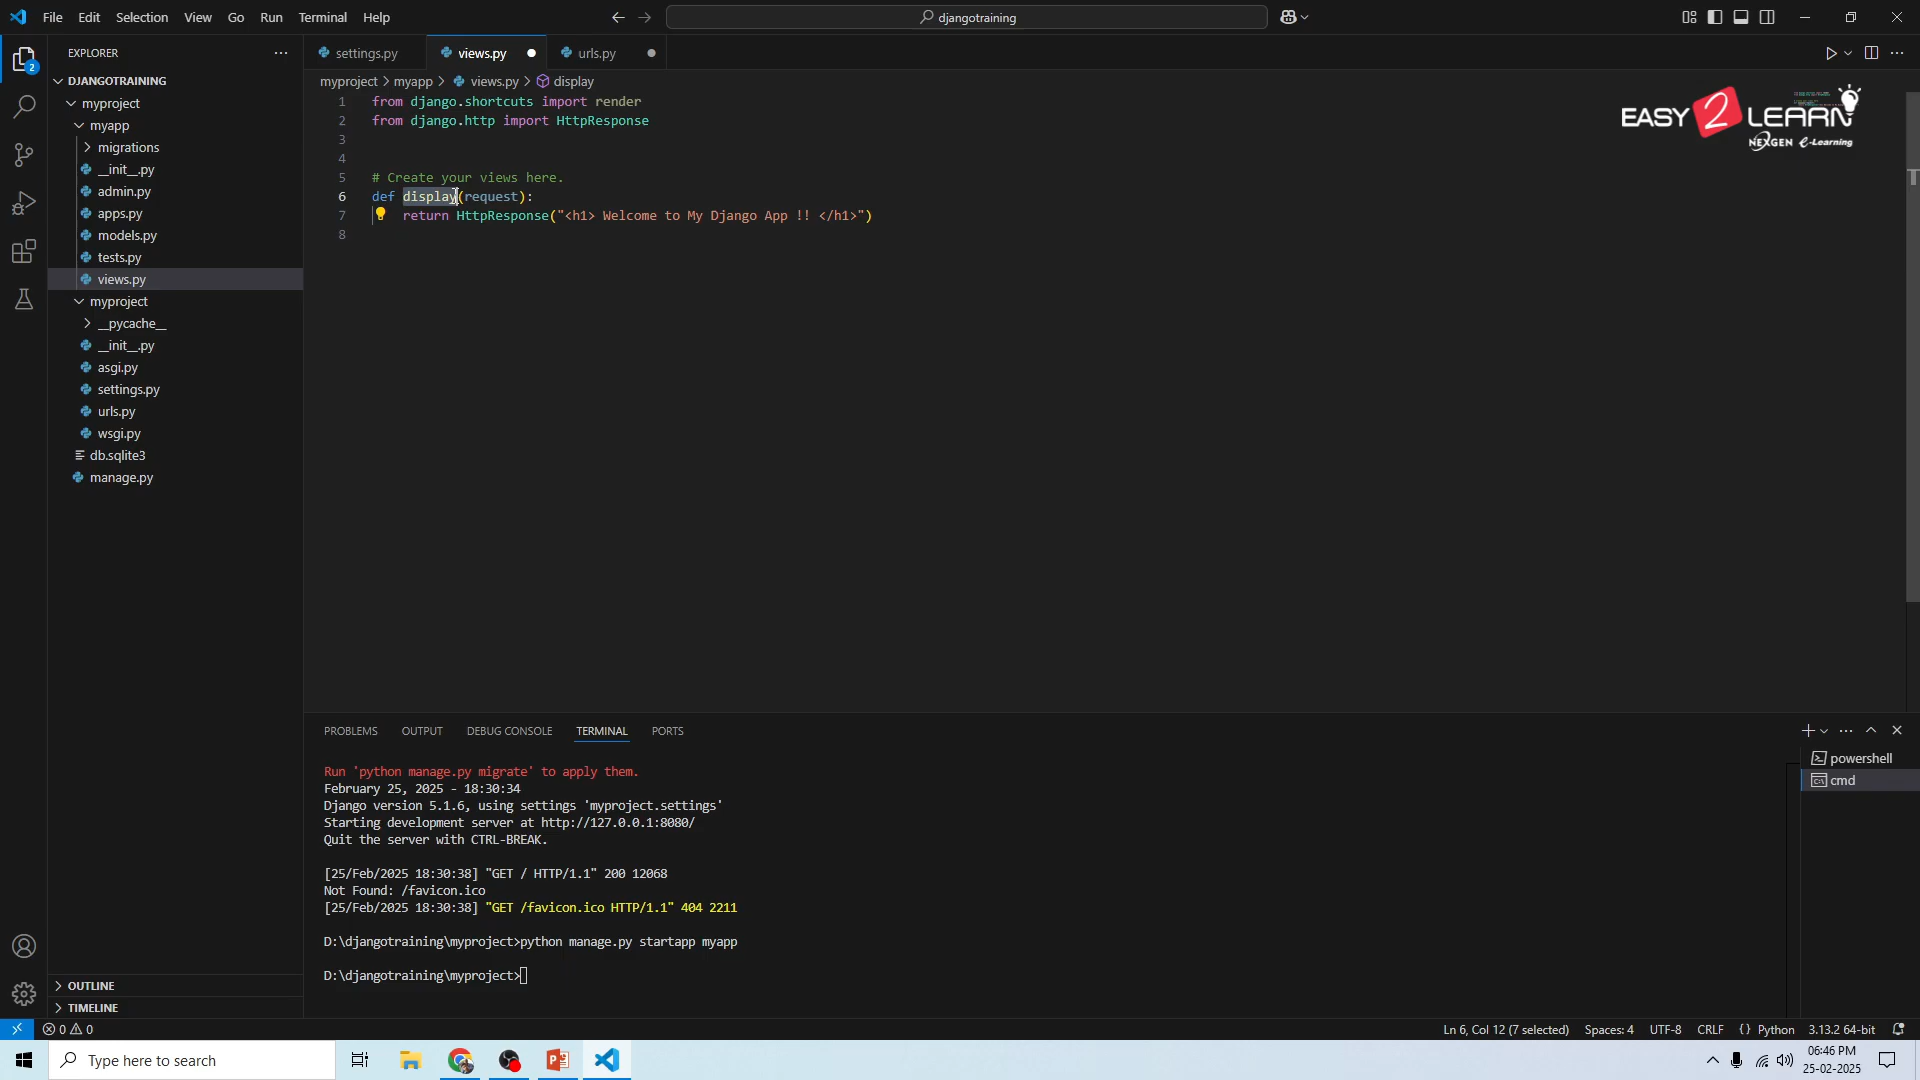 File Edit Selection View Go Run Terminal Help
djangotraining
EXPLORER
2
DJANGOTRAINING
myproject
myapp
migrations
__init__.py
admin.py
apps.py
models.py
tests.py
views.py
myproject
__pycache__
__init__.py
asgi.py
settings.py
urls.py
wsgi.py
db.sqlite3
manage.py
OUTLINE
TIMELINE
settings.py views.py urls.py
myproject > myapp > views.py > display
1 from django.shortcuts import render
2 from django.http import HttpResponse
3
4
5 # Create your views here.
6 def display(request):
7 return HttpResponse("<h1> Welcome to My Django App !! </h1>")
8
EASY 2 LEARN
NEXGEN e-Learning
PROBLEMS OUTPUT DEBUG CONSOLE TERMINAL PORTS
Run 'python manage.py migrate' to apply them.
February 25, 2025 - 18:30:34
Django version 5.1.6, using settings 'myproject.settings'
Starting development server at http://127.0.0.1:8080/
Quit the server with CTRL-BREAK.
[25/Feb/2025 18:30:38] "GET / HTTP/1.1" 200 12068
Not Found: /favicon.ico
[25/Feb/2025 18:30:38] "GET /favicon.ico HTTP/1.1" 404 2211
D:\djangotraining\myproject>python manage.py startapp myapp
D:\djangotraining\myproject>
powershell
cmd
0 0
Ln 6, Col 12 (7 selected) Spaces: 4 UTF-8 CRLF {} Python 3.13.2 64-bit
Type here to search
06:46 PM
25-02-2025